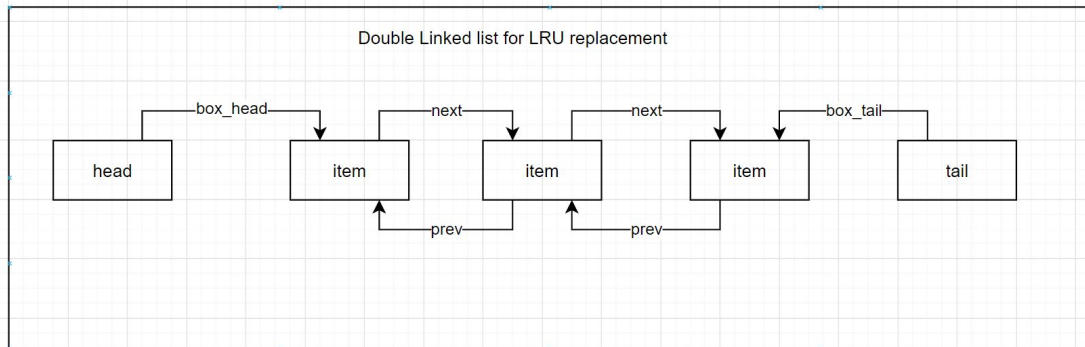 Double Linked list for LRU replacement
box_head next next box_tail
head item item item tail
prev prev